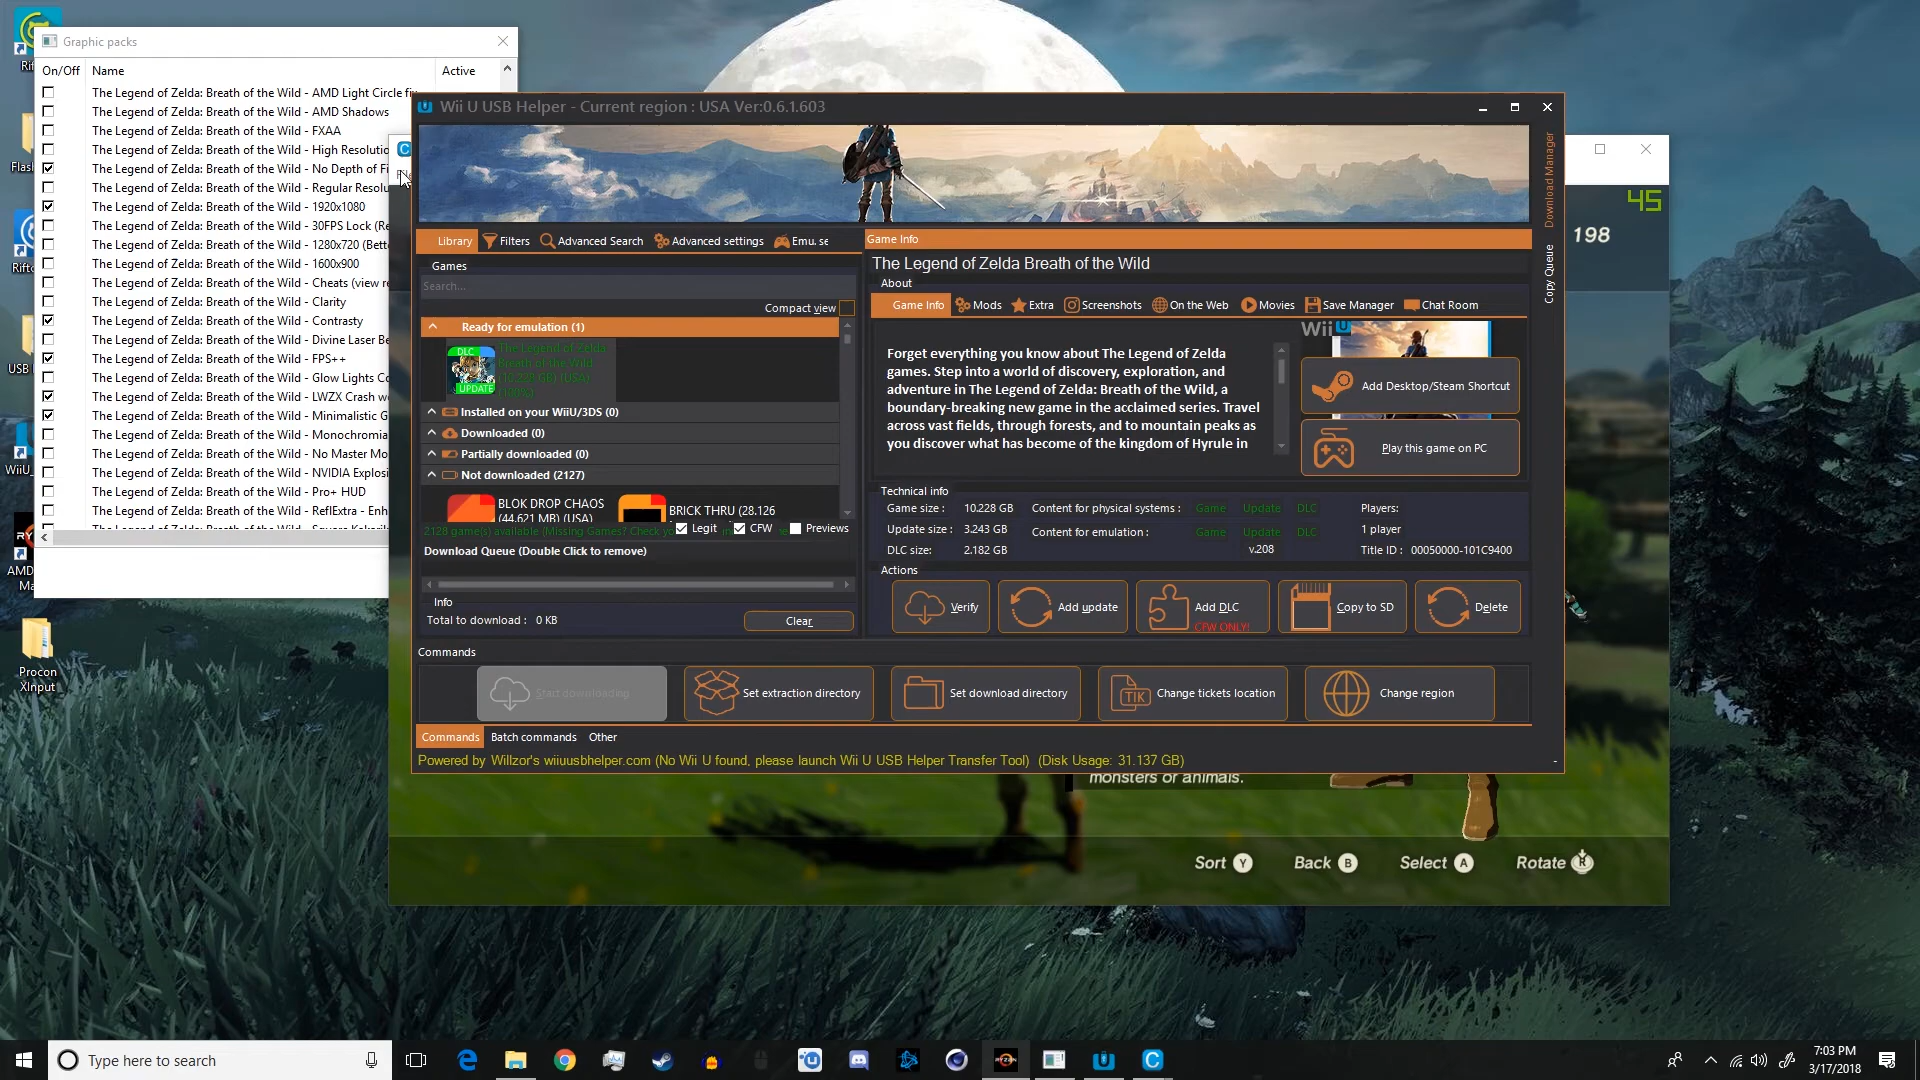 Graphic packs
On/Off Name Active
The Legend of Zelda: Breath of the Wild - AMD Light Circle fix
The Legend of Zelda: Breath of the Wild - AMD Shadows
The Legend of Zelda: Breath of the Wild - FXAA
The Legend of Zelda: Breath of the Wild - High Resolutio
The Legend of Zelda: Breath of the Wild - No Depth of Fi
The Legend of Zelda: Breath of the Wild - Regular Resolu
The Legend of Zelda: Breath of the Wild - 1920x1080
The Legend of Zelda: Breath of the Wild - 30FPS Lock (Re
The Legend of Zelda: Breath of the Wild - 1280x720 (Bett
The Legend of Zelda: Breath of the Wild - 1600x900
The Legend of Zelda: Breath of the Wild - Cheats (view re
The Legend of Zelda: Breath of the Wild - Clarity
The Legend of Zelda: Breath of the Wild - Contrasty
The Legend of Zelda: Breath of the Wild - Divine Laser Be
The Legend of Zelda: Breath of the Wild - FPS++
The Legend of Zelda: Breath of the Wild - Glow Lights Co
The Legend of Zelda: Breath of the Wild - LWZX Crash w
The Legend of Zelda: Breath of the Wild - Minimalistic G
The Legend of Zelda: Breath of the Wild - Monochromia
The Legend of Zelda: Breath of the Wild - No Master Mo
The Legend of Zelda: Breath of the Wild - NVIDIA Explosi
The Legend of Zelda: Breath of the Wild - Pro+ HUD
The Legend of Zelda: Breath of the Wild - ReflExtra - Enh
Procon
XInput
Wii U USB Helper - Current region : USA Ver:0.6.1.603
Download Manager
Copy Queue
Library Filters Advanced Search Advanced settings Emu. se
Games
Search...
Compact view
Ready for emulation (1)
DLC
UPDATE
The Legend of Zelda
Breath of the Wild
(10.228 GB) (USA)
Installed on your WiiU/3DS (0)
Downloaded (0)
Partially downloaded (0)
Not downloaded (2127)
BLOK DROP CHAOS
(44.621 MB) (USA)
BRICK THRU (28.126
2128 game(s) available (Missing Games? Check yo
Legit CFW Previews
Download Queue (Double Click to remove)
Info
Total to download : 0 KB
Clear
Game Info
The Legend of Zelda Breath of the Wild
About
Game Info Mods Extra Screenshots On the Web Movies Save Manager Chat Room
Forget everything you know about The Legend of Zelda
games. Step into a world of discovery, exploration, and
adventure in The Legend of Zelda: Breath of the Wild, a
boundary-breaking new game in the acclaimed series. Travel
across vast fields, through forests, and to mountain peaks as
you discover what has become of the kingdom of Hyrule in
Wii U
Add Desktop/Steam Shortcut
Play this game on PC
Technical info
Game size : 10.228 GB Content for physical systems : Game Update DLC Players:
Update size : 3.243 GB Content for emulation : Game Update DLC 1 player
DLC size: 2.182 GB v.208 Title ID : 00050000-101C9400
Actions
Verify
Add update
Add DLC
CFW ONLY!
Copy to SD
Delete
Commands
Start downloading
Set extraction directory
Set download directory
TIK
Change tickets location
Change region
Commands Batch commands Other
Powered by Willzor's wiiuusbhelper.com (No Wii U found, please launch Wii U USB Helper Transfer Tool) (Disk Usage: 31.137 GB)
45
198
monsters or animals.
Sort Y Back B Select A Rotate R
Type here to search
RYZEN
7:03 PM
3/17/2018